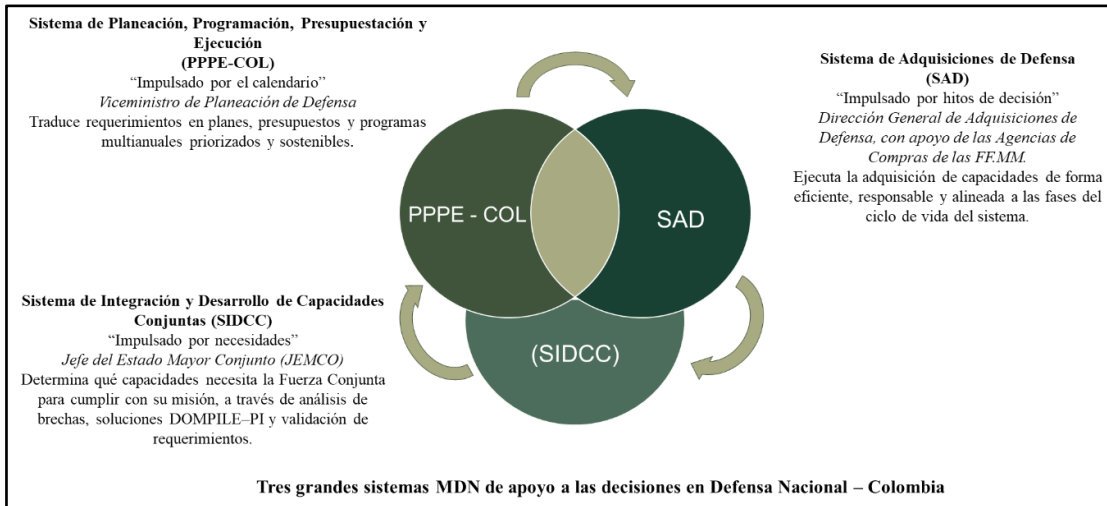 Sistema de Planeación, Programación, Presupuestación y
Ejecución
(PPPE-COL)
“Impulsado por el calendario”
Viceministro de Planeación de Defensa
Traduce requerimientos en planes, presupuestos y programas
multianuales priorizados y sostenibles.
Sistema de Adquisiciones de Defensa
(SAD)
“Impulsado por hitos de decisión”
Dirección General de Adquisiciones de
Defensa, con apoyo de las Agencias de
Compras de las FF.MM.
Ejecuta la adquisición de capacidades de forma
eficiente, responsable y alineada a las fases del
ciclo de vida del sistema.
PPPE - COL
SAD
(SIDCC)
Sistema de Integración y Desarrollo de Capacidades
Conjuntas (SIDCC)
“Impulsado por necesidades”
Jefe del Estado Mayor Conjunto (JEMCO)
Determina qué capacidades necesita la Fuerza Conjunta
para cumplir con su misión, a través de análisis de
brechas, soluciones DOMPILE–PI y validación de
requerimientos.
Tres grandes sistemas MDN de apoyo a las decisiones en Defensa Nacional – Colombia